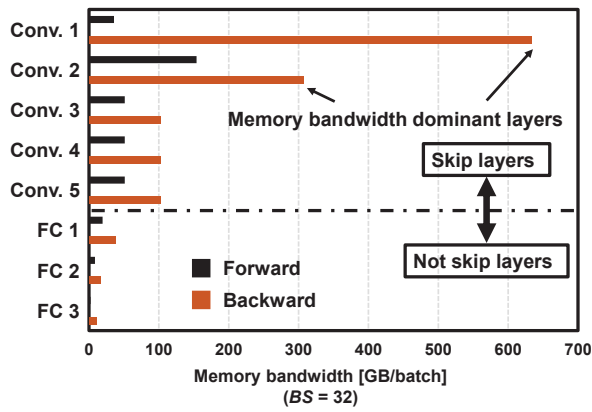 Conv. 1
Conv. 2
Memory bandwidth dominant layers
Conv. 3
Conv. 4
Skip layers
Conv. 5
FC 1
Not skip layers
FC 2
Forward
Backward
FC 3
0 100 200 300 400 500 600 700
Memory bandwidth [GB/batch]
(BS = 32)